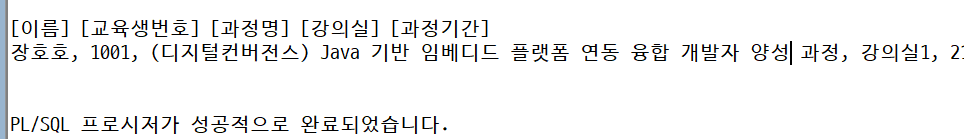 [이름] [교육생번호] [과정명] [강의실] [과정기간]
장호호, 1001, (디지털컨버전스) Java 기반 임베디드 플랫폼 연동 융합 개발자 양성 과정, 강의실1, 21
PL/SQL 프로시저가 성공적으로 완료되었습니다.